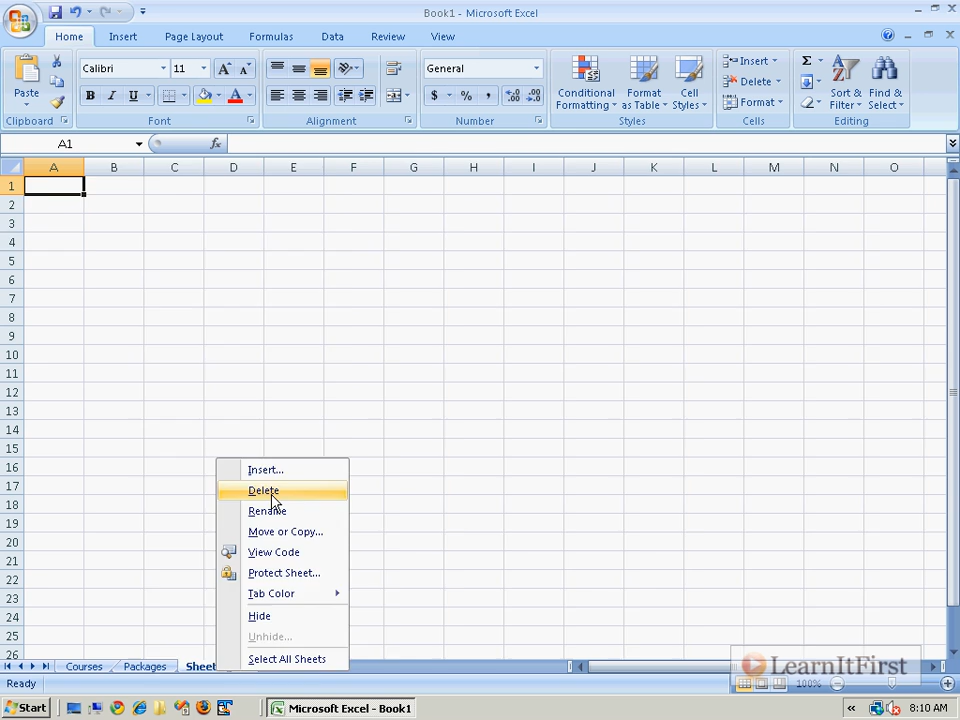 Book1 - Microsoft Excel
Home Insert Page Layout Formulas Data Review View
Paste
Clipboard
Calibri 11
B I U A
Font
Alignment
General
$ % ,
Number
Conditional Formatting
Format as Table
Cell Styles
Styles
Insert
Delete
Format
Cells
Σ
Sort & Filter
Find & Select
Editing
A1 fx
A B C D E F G H I J K L M N O
1
2
3
4
5
6
7
8
9
10
11
12
13
14
15
16
17
18
19
20
21
22
23
24
25
26
Insert...
Delete
Rename
Move or Copy...
View Code
Protect Sheet...
Tab Color
Hide
Unhide...
Select All Sheets
Courses Packages Sheet
LearnItFirst
Ready 100%
Start Microsoft Excel - Book1 8:10 AM